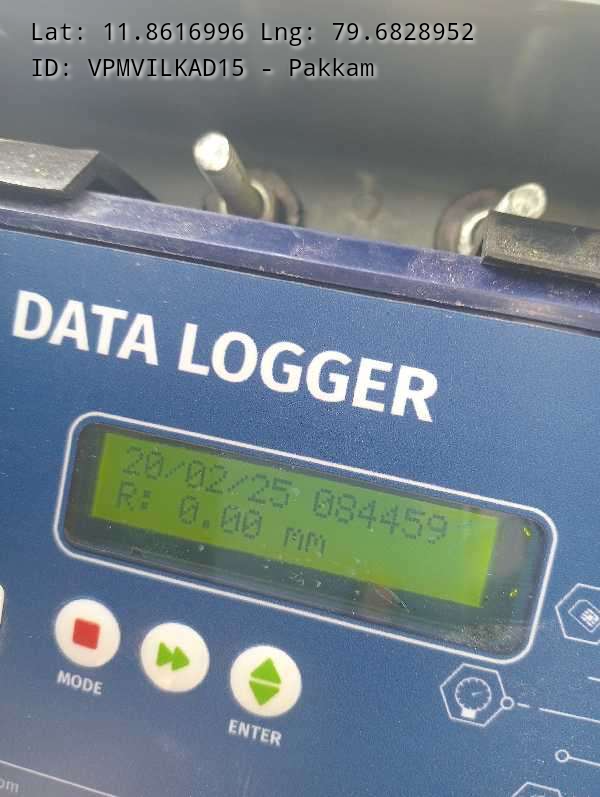 Lat: 11.8616996 Lng: 79.6828952
ID: VPMVILKAD15 - Pakkam
DATA LOGGER
20/02/25 084459
R: 0.00 mm
MODE
ENTER